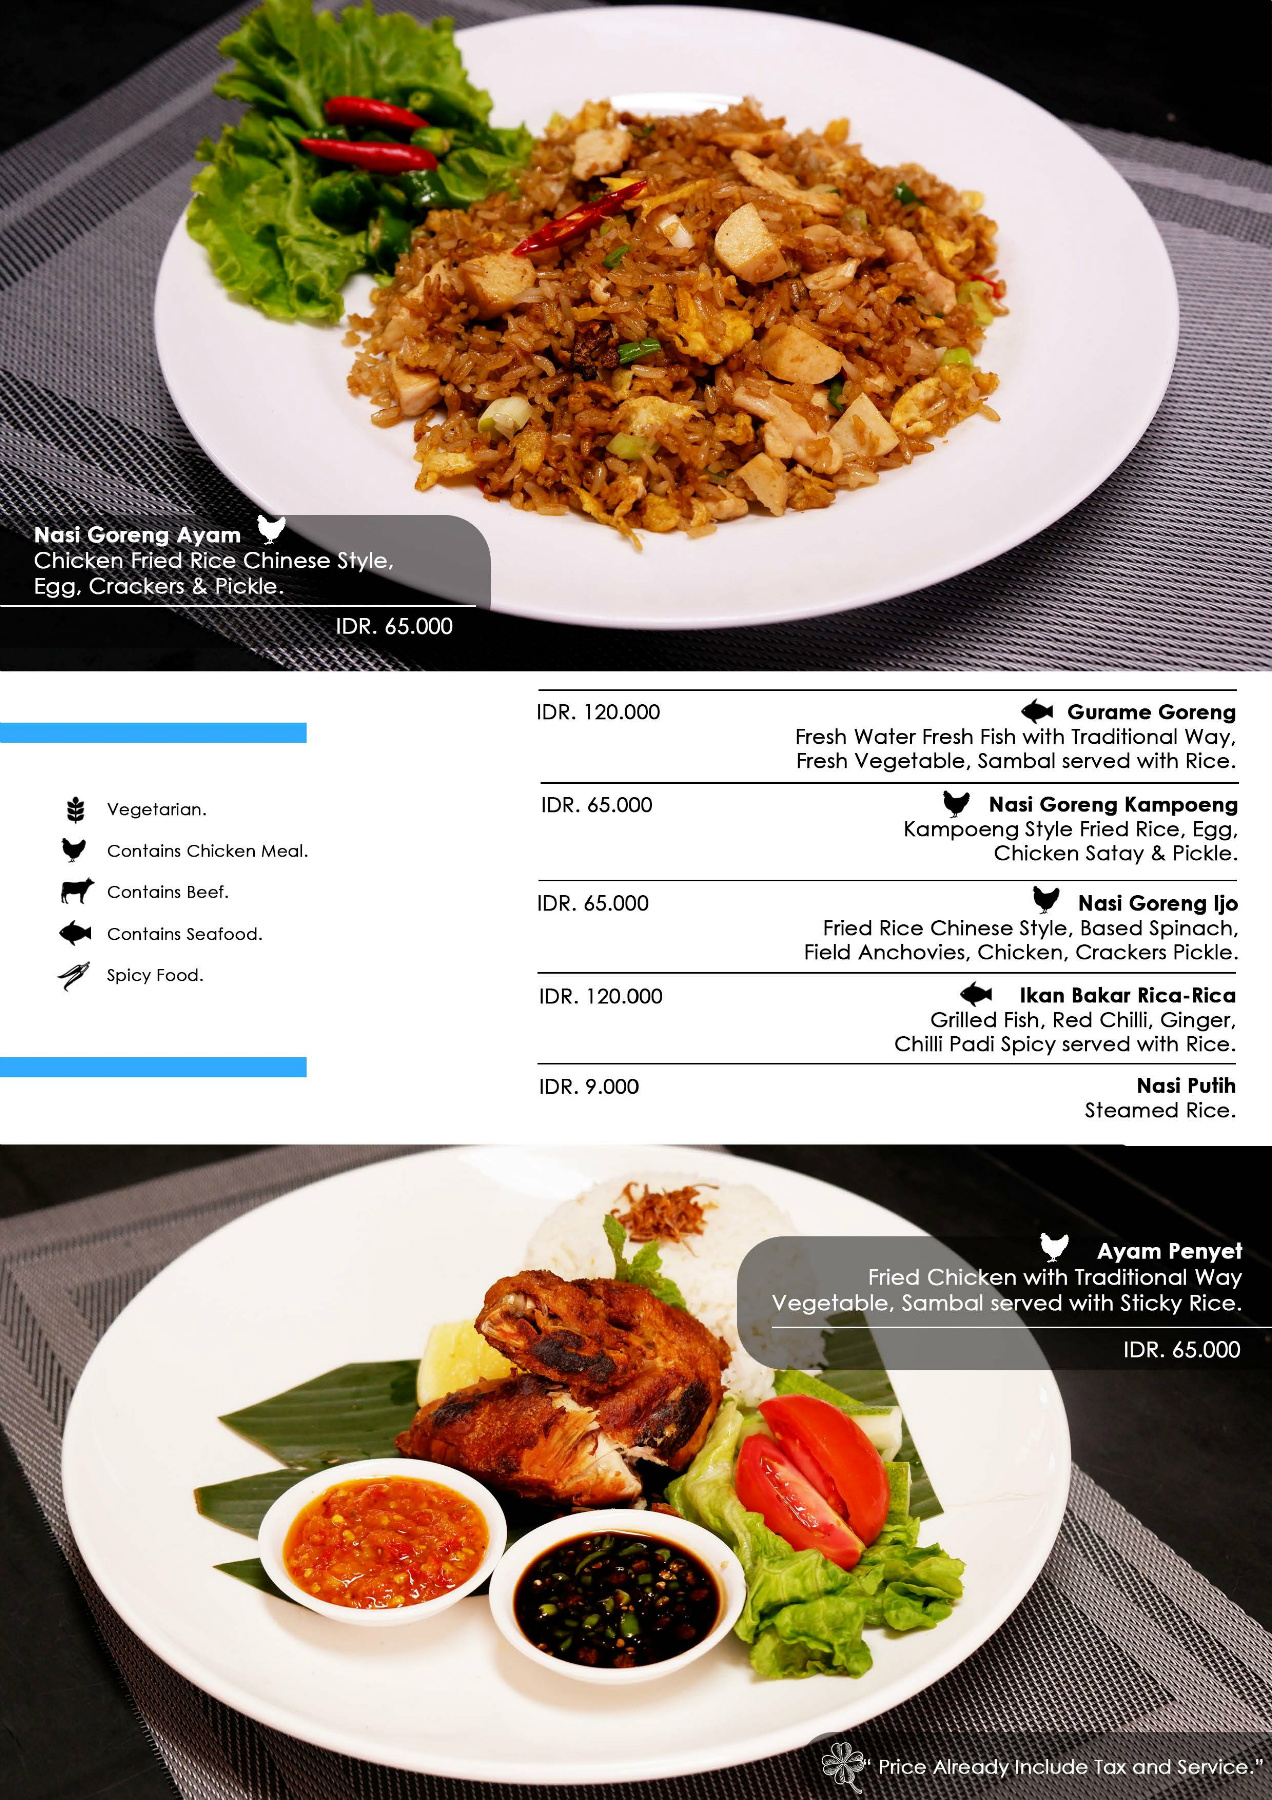 Nasi Goreng Ayam
Chicken Fried Rice Chinese Style,
Egg, Crackers & Pickle.
IDR. 65.000
Vegetarian.
Contains Chicken Meal.
Contains Beef.
Contains Seafood.
Spicy Food.
IDR. 120.000 Gurame Goreng
Fresh Water Fresh Fish with Traditional Way,
Fresh Vegetable, Sambal served with Rice.
IDR. 65.000 Nasi Goreng Kampoeng
Kampoeng Style Fried Rice, Egg,
Chicken Satay & Pickle.
IDR. 65.000 Nasi Goreng Ijo
Fried Rice Chinese Style, Based Spinach,
Field Anchovies, Chicken, Crackers Pickle.
IDR. 120.000 Ikan Bakar Rica-Rica
Grilled Fish, Red Chilli, Ginger,
Chilli Padi Spicy served with Rice.
IDR. 9.000 Nasi Putih
Steamed Rice.
Ayam Penyet
Fried Chicken with Traditional Way
Vegetable, Sambal served with Sticky Rice.
IDR. 65.000
“ Price Already Include Tax and Service.”